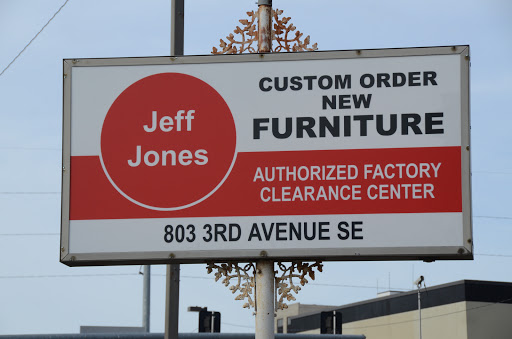 Jeff
Jones
CUSTOM ORDER
NEW
FURNITURE
AUTHORIZED FACTORY
CLEARANCE CENTER
803 3RD AVENUE SE